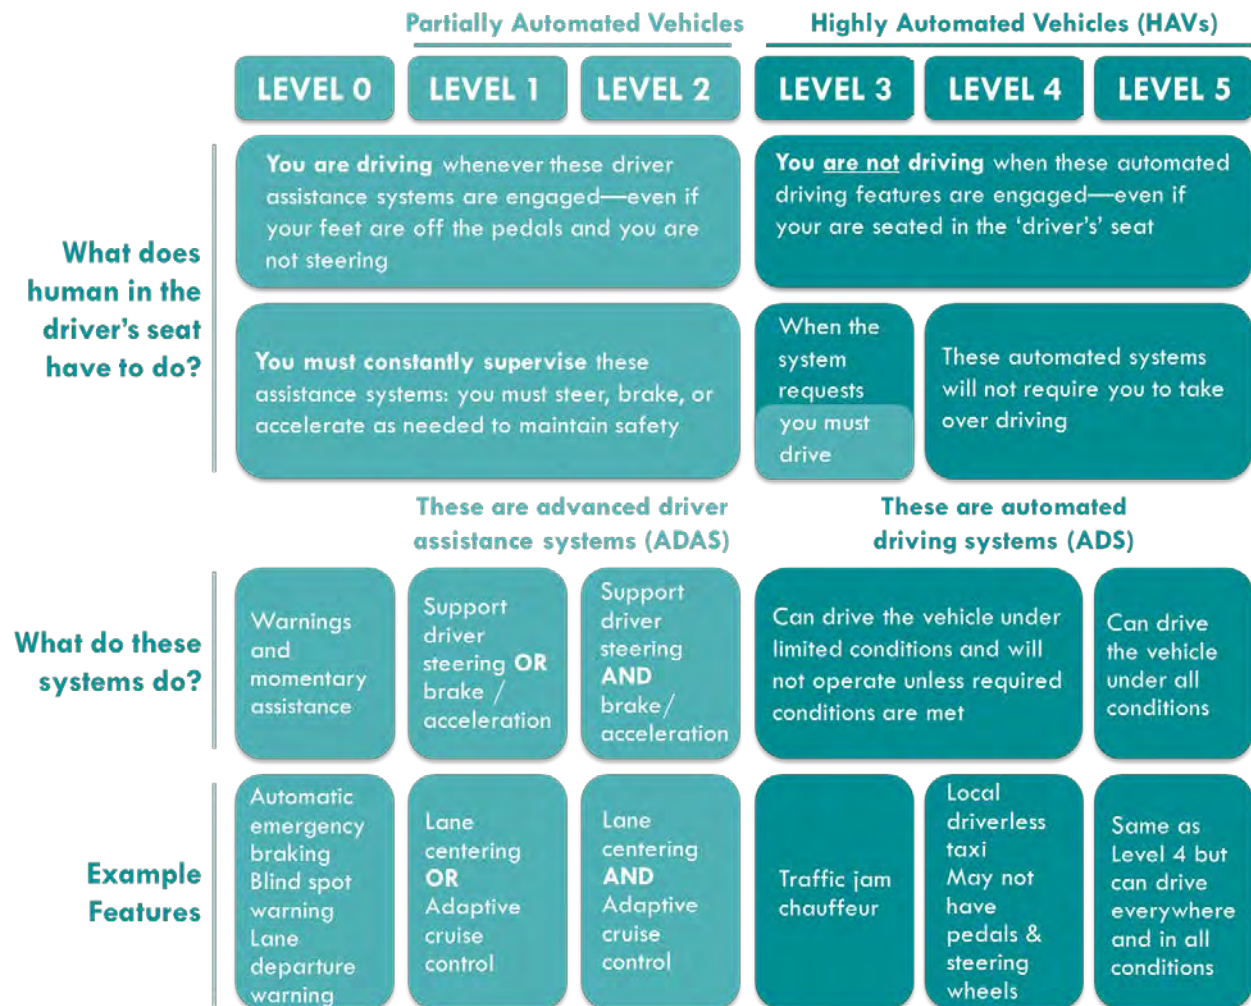 Partially Automated Vehicles
Highly Automated Vehicles (HAVs)
LEVEL 0
LEVEL 1
LEVEL 2
LEVEL 3
LEVEL 4
LEVEL 5
What does
human in the
driver's seat
have to do?
You are driving whenever these driver
assistance systems are engaged—even if
your feet are off the pedals and you are
not steering
You are not driving when these automated
driving features are engaged—even if
your are seated in the 'driver's' seat
You must constantly supervise these
assistance systems: you must steer, brake, or
accelerate as needed to maintain safety
When the
system
requests
you must
drive
These automated systems
will not require you to take
over driving
These are advanced driver
assistance systems (ADAS)
These are automated
driving systems (ADS)
What do these
systems do?
Warnings
and
momentary
assistance
Support
driver
steering OR
brake /
acceleration
Support
driver
steering
AND
brake/
acceleration
Can drive the vehicle under
limited conditions and will
not operate unless required
conditions are met
Can drive
the vehicle
under all
conditions
Example
Features
Automatic
emergency
braking
Blind spot
warning
Lane
departure
warning
Lane
centering
OR
Adaptive
cruise
control
Lane
centering
AND
Adaptive
cruise
control
Traffic jam
chauffeur
Local
driverless
taxi
May not
have
pedals &
steering
wheels
Same as
Level 4 but
can drive
everywhere
and in all
conditions